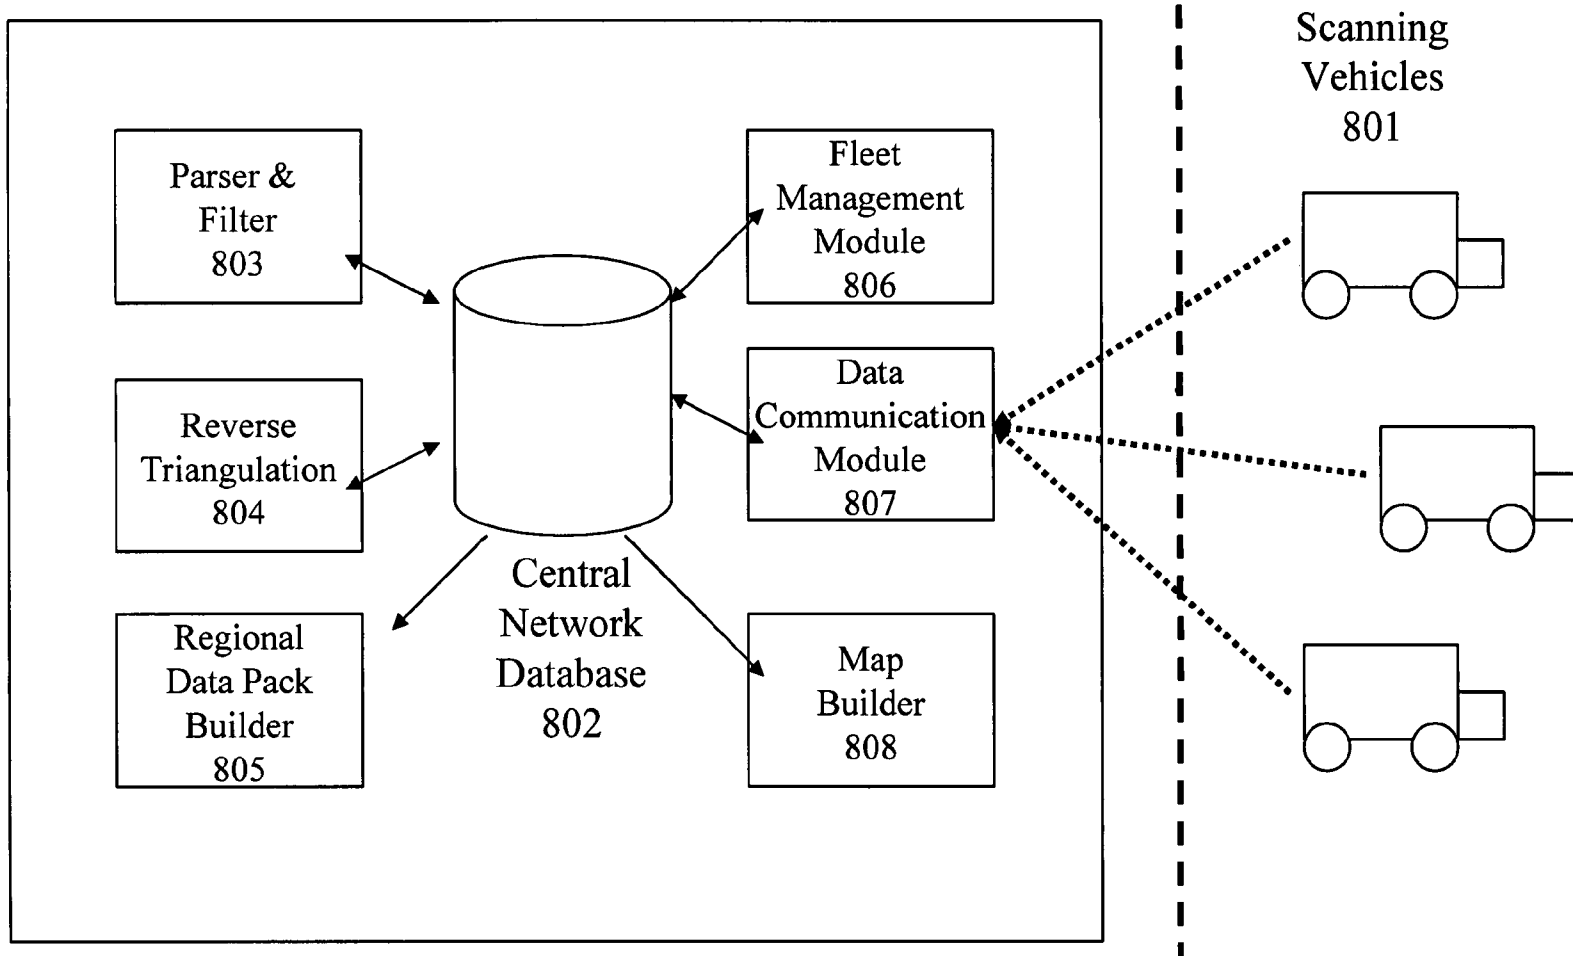 Scanning
Vehicles
801
Parser &
Filter
803
Fleet
Management
Module
806
Reverse
Triangulation
804
Data
Communication
Module
807
Central
Network
Database
802
Regional
Data Pack
Builder
805
Map
Builder
808